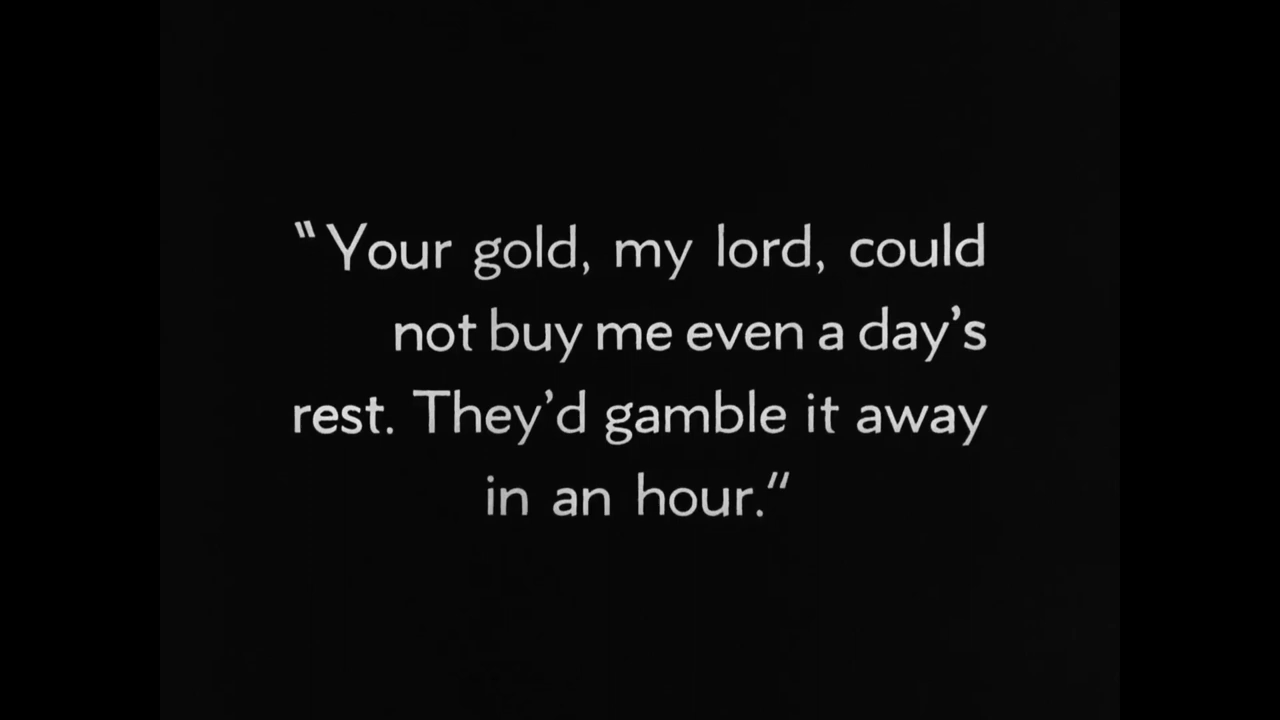 "Your gold, my lord, could
not buy me even a day's
rest. They'd gamble it away
in an hour."